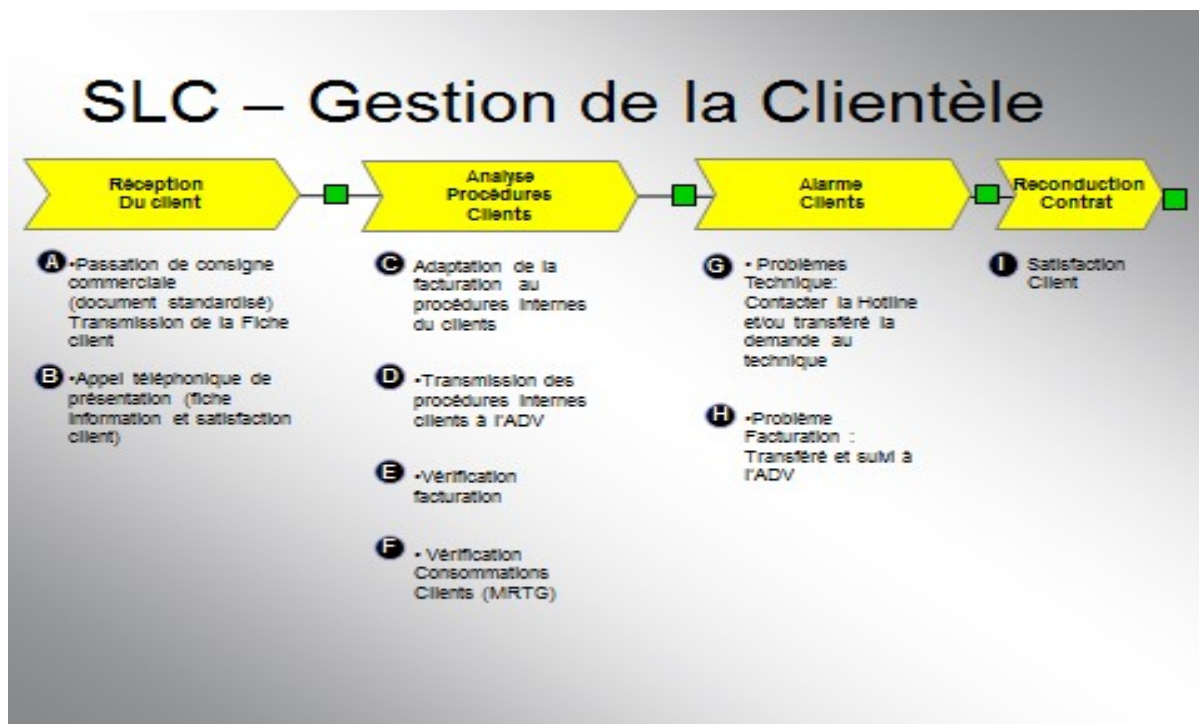 SLC – Gestion de la Clientèle
Réception
Du client
Analyse
Procédures
Clients
Alarme
Clients
Reconduction
Contrat
A •Passation de consigne
commerciale
(document standardisé)
Transmission de la Fiche
client
B •Appel téléphonique de
présentation (fiche
Information et satisfaction
client)
C Adaptation de la
facturation au
procédures Internes
du clients
D •Transmission des
procédures Internes
clients à l'ADV
E •Vérification
facturation
F • Vérification
Consommations
Clients (MRTG)
G • Problèmes
Technique:
Contacter la Hotline
et/ou transféré la
demande au
technique
H •Problème
Facturation :
Transféré et suivi à
l'ADV
I Satisfaction
Client